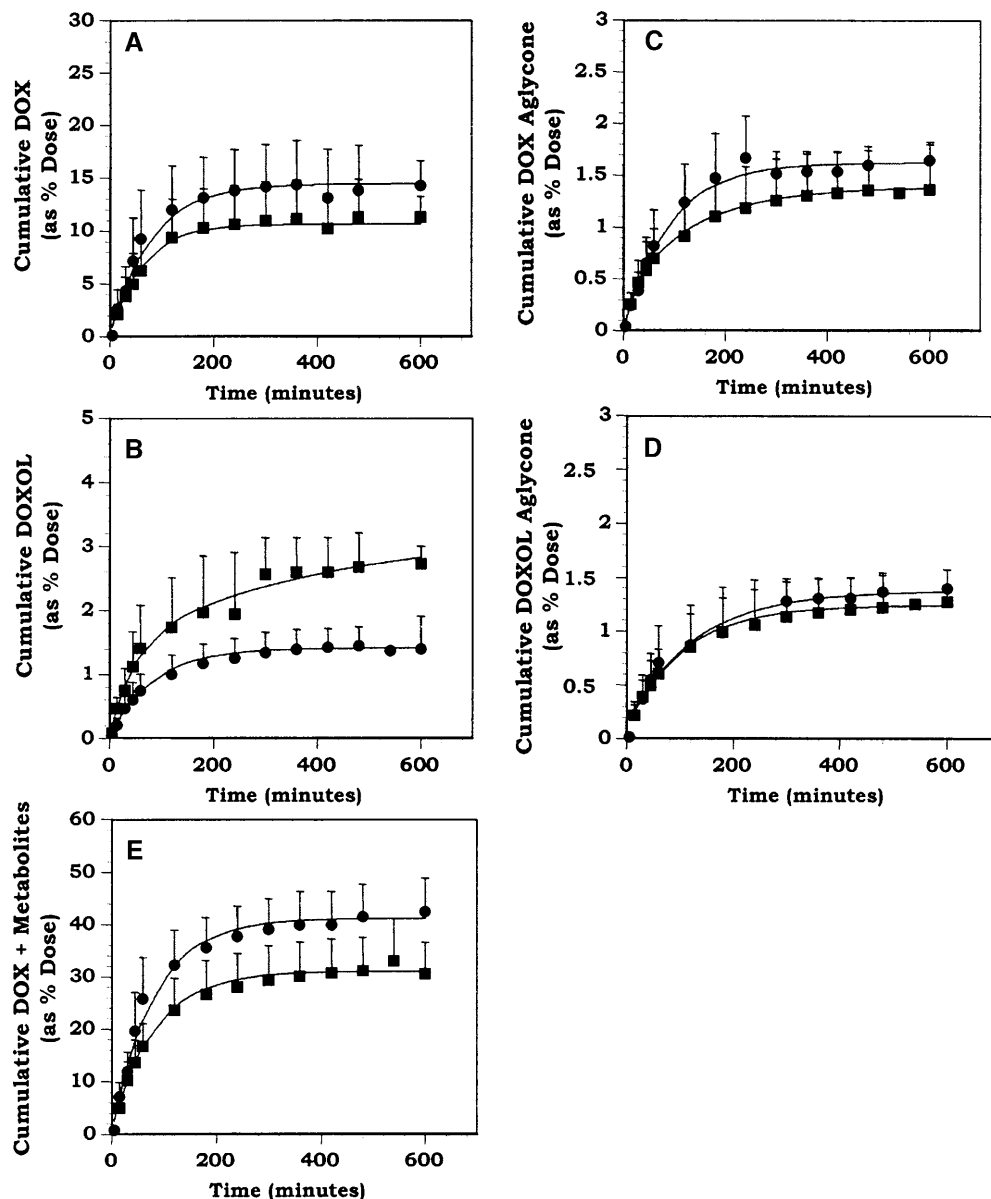 A
Cumulative DOX
(as % Dose)
30
25
20
15
10
5
0
0 200 400 600
Time (minutes)
C
Cumulative DOX Aglycone
(as % Dose)
3
2.5
2
1.5
1
0.5
0
0 200 400 600
Time (minutes)
B
Cumulative DOXOL
(as % Dose)
5
4
3
2
1
0
0 200 400 600
Time (minutes)
D
Cumulative DOXOL Aglycone
(as % Dose)
3
2.5
2
1.5
1
0.5
0
0 200 400 600
Time (minutes)
E
Cumulative DOX + Metabolites
(as % Dose)
60
50
40
30
20
10
0
0 200 400 600
Time (minutes)